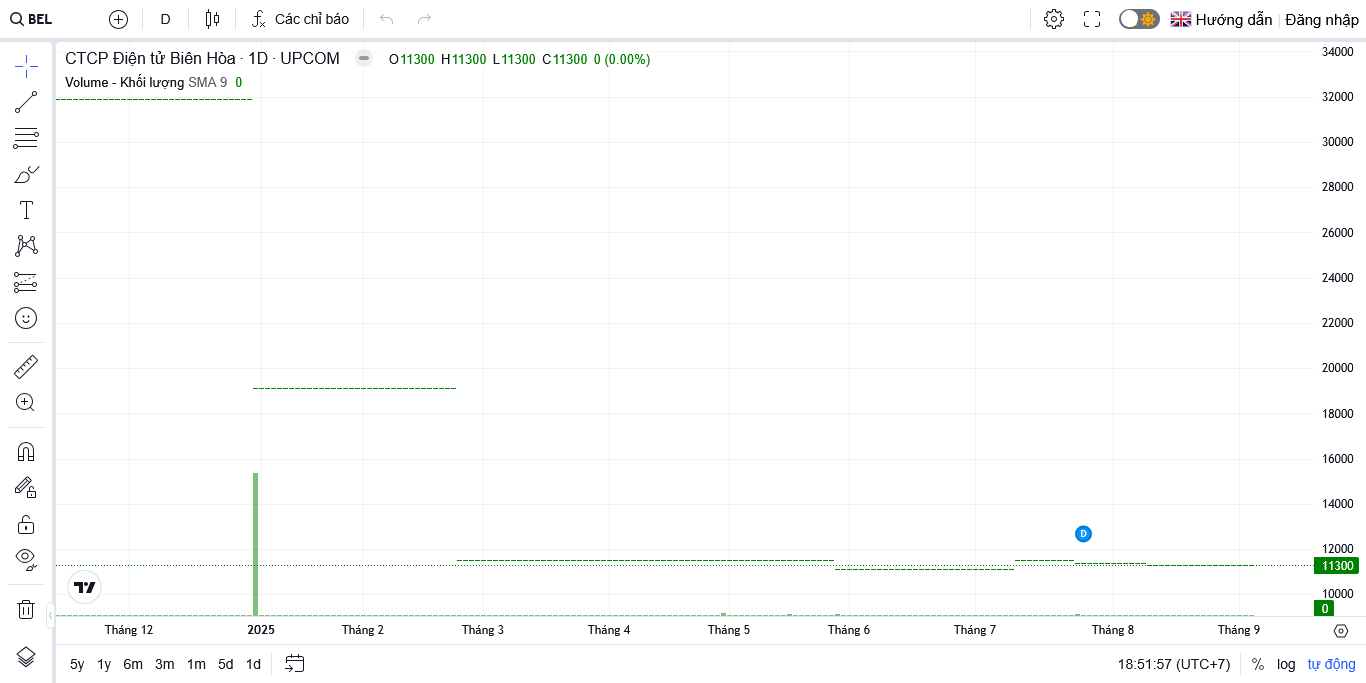 BEL D Các chỉ báo Hướng dẫn Đăng nhập
CTCP Điện tử Biên Hòa · 1D · UPCOM O11300 H11300 L11300 C11300 0 (0.00%)
Volume - Khối lượng SMA 9 0
34000
32000
30000
28000
26000
24000
22000
20000
18000
16000
14000
D
12000
11300
10000
0
Tháng 12 2025 Tháng 2 Tháng 3 Tháng 4 Tháng 5 Tháng 6 Tháng 7 Tháng 8 Tháng 9
5y 1y 6m 3m 1m 5d 1d 18:51:57 (UTC+7) % log tự động